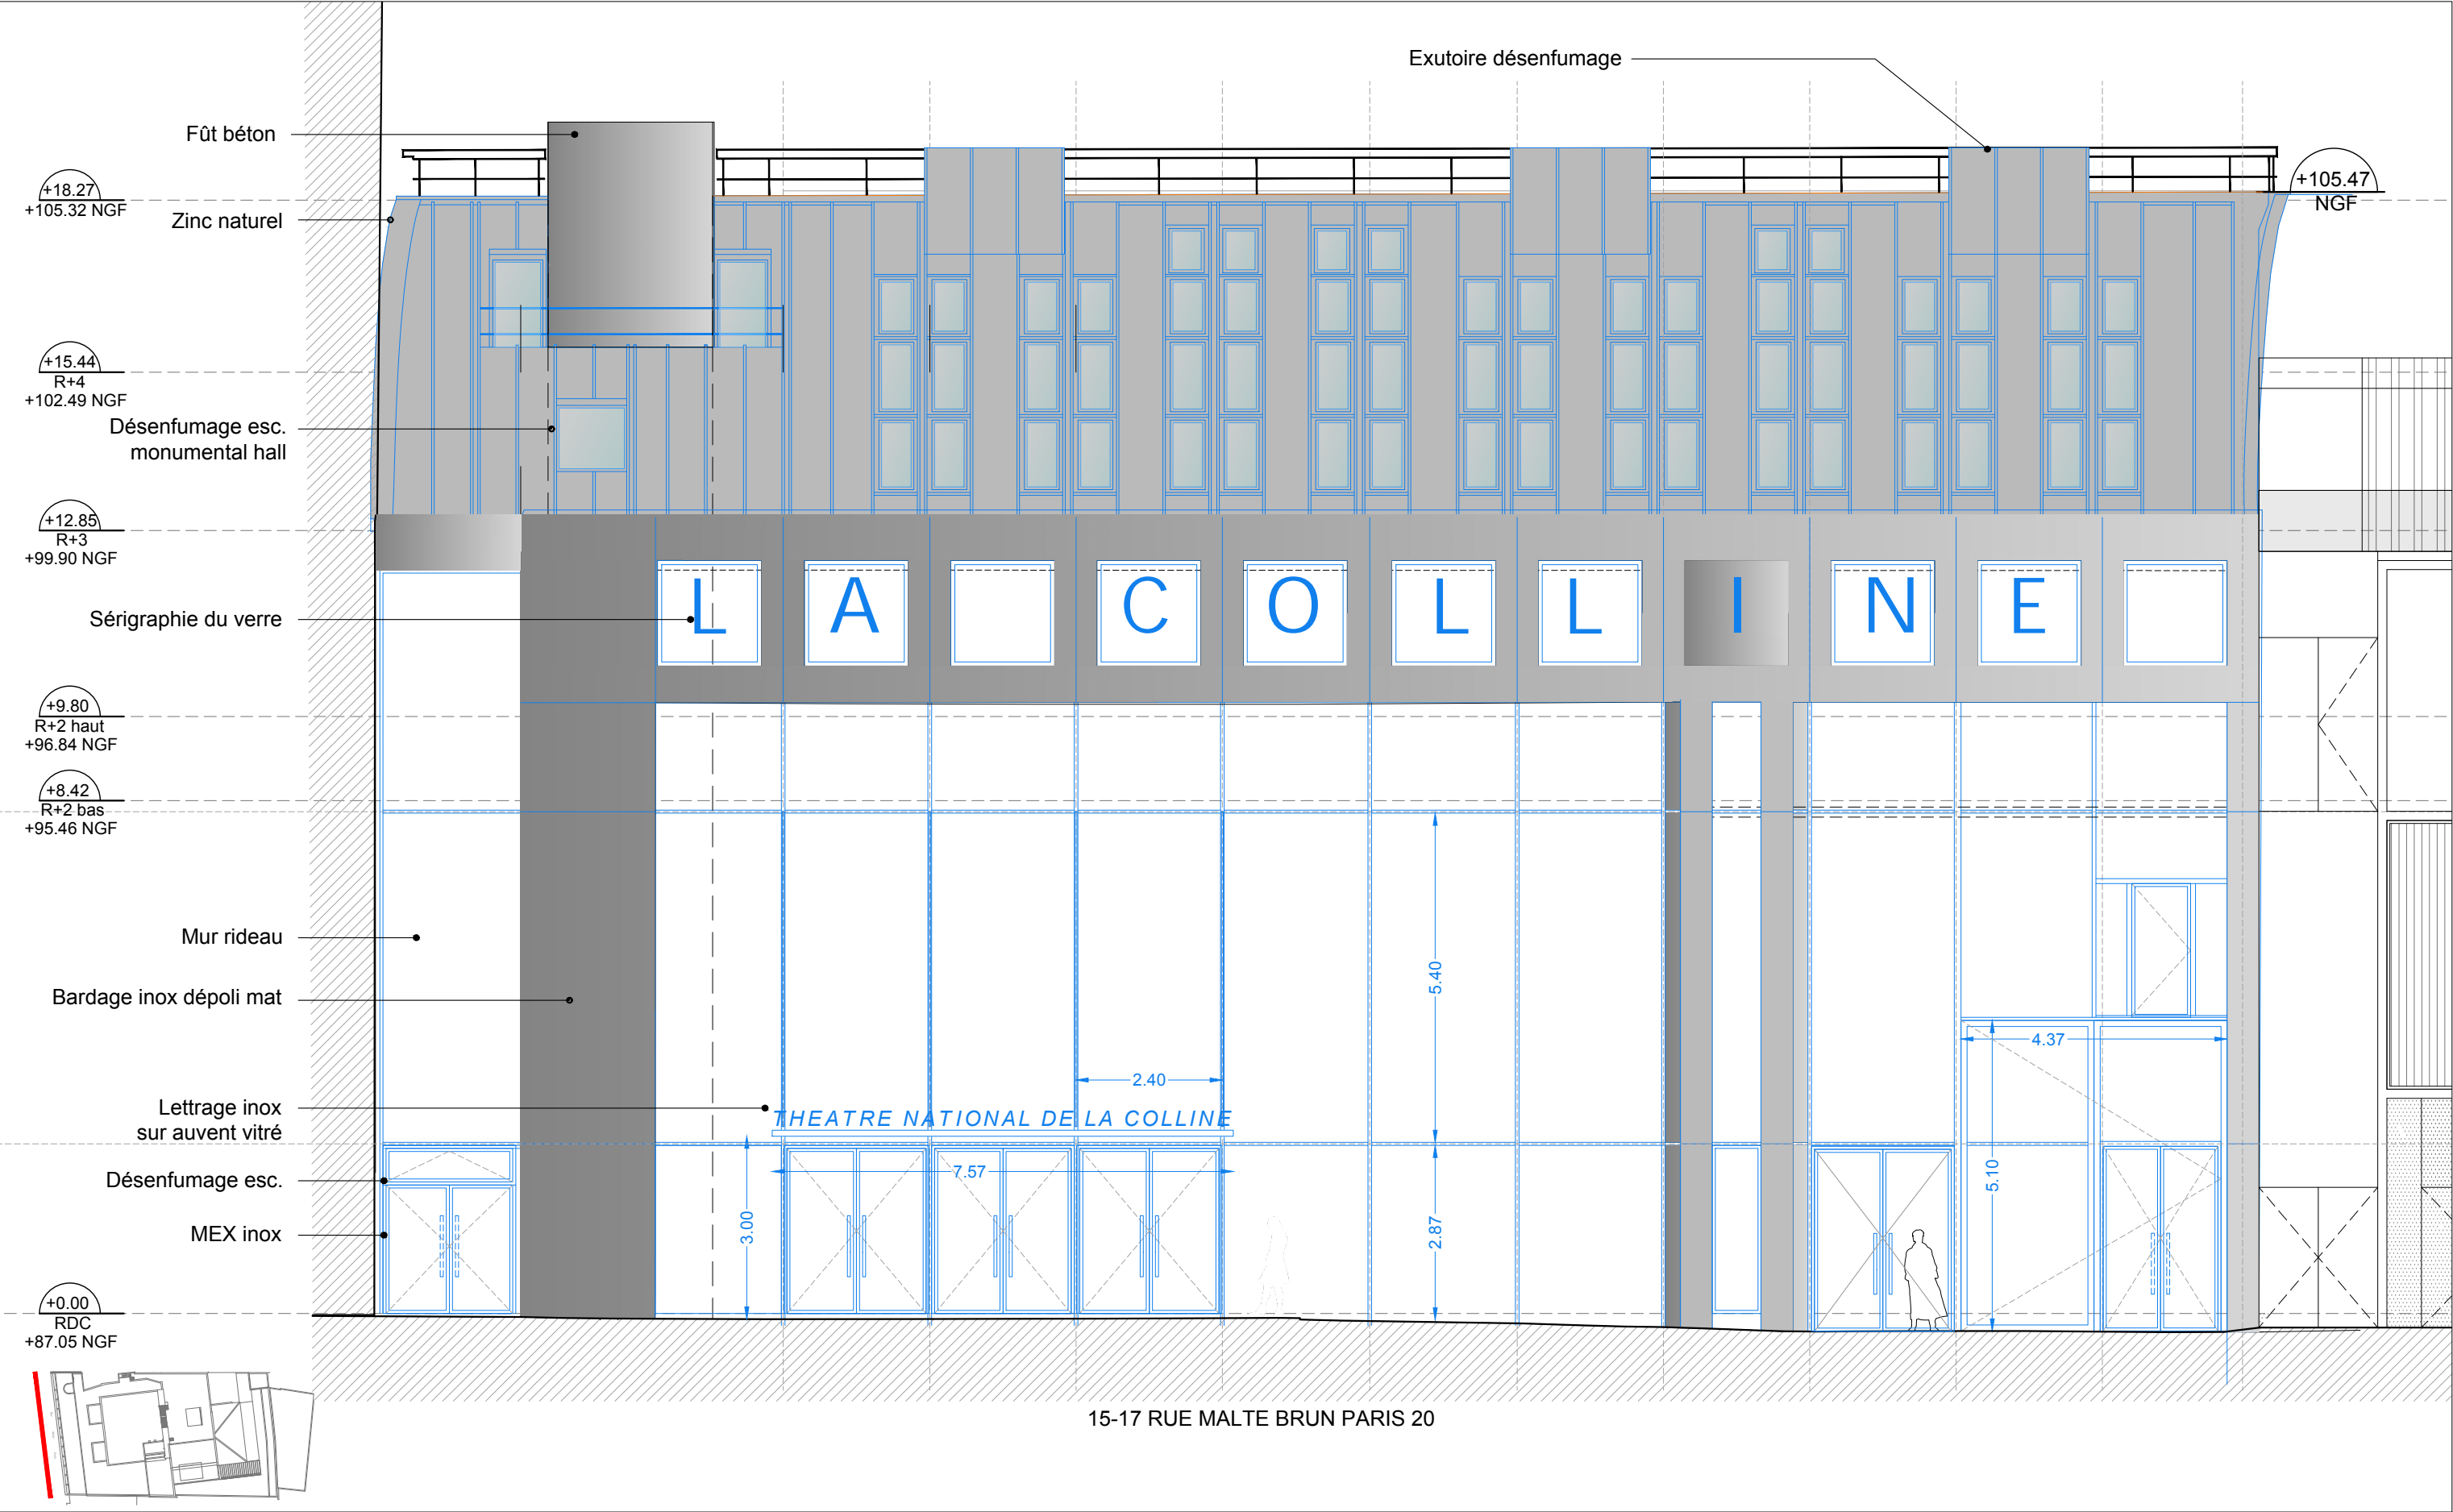 Exutoire désenfumage
Fût béton
+18.27
+105.32 NGF
Zinc naturel
+105.47
NGF
+15.44
R+4
+102.49 NGF
Désenfumage esc.
monumental hall
+12.85
R+3
+99.90 NGF
L A C O L L I N E
Sérigraphie du verre
+9.80
R+2 haut
+96.84 NGF
+8.42
R+2 bas
+95.46 NGF
Mur rideau
5.40
Bardage inox dépoli mat
4.37
2.40
Lettrage inox
sur auvent vitré
THEATRE NATIONAL DE LA COLLINE
Désenfumage esc.
7.57
5.10
MEX inox
3.00
2.87
+0.00
RDC
+87.05 NGF
15-17 RUE MALTE BRUN PARIS 20